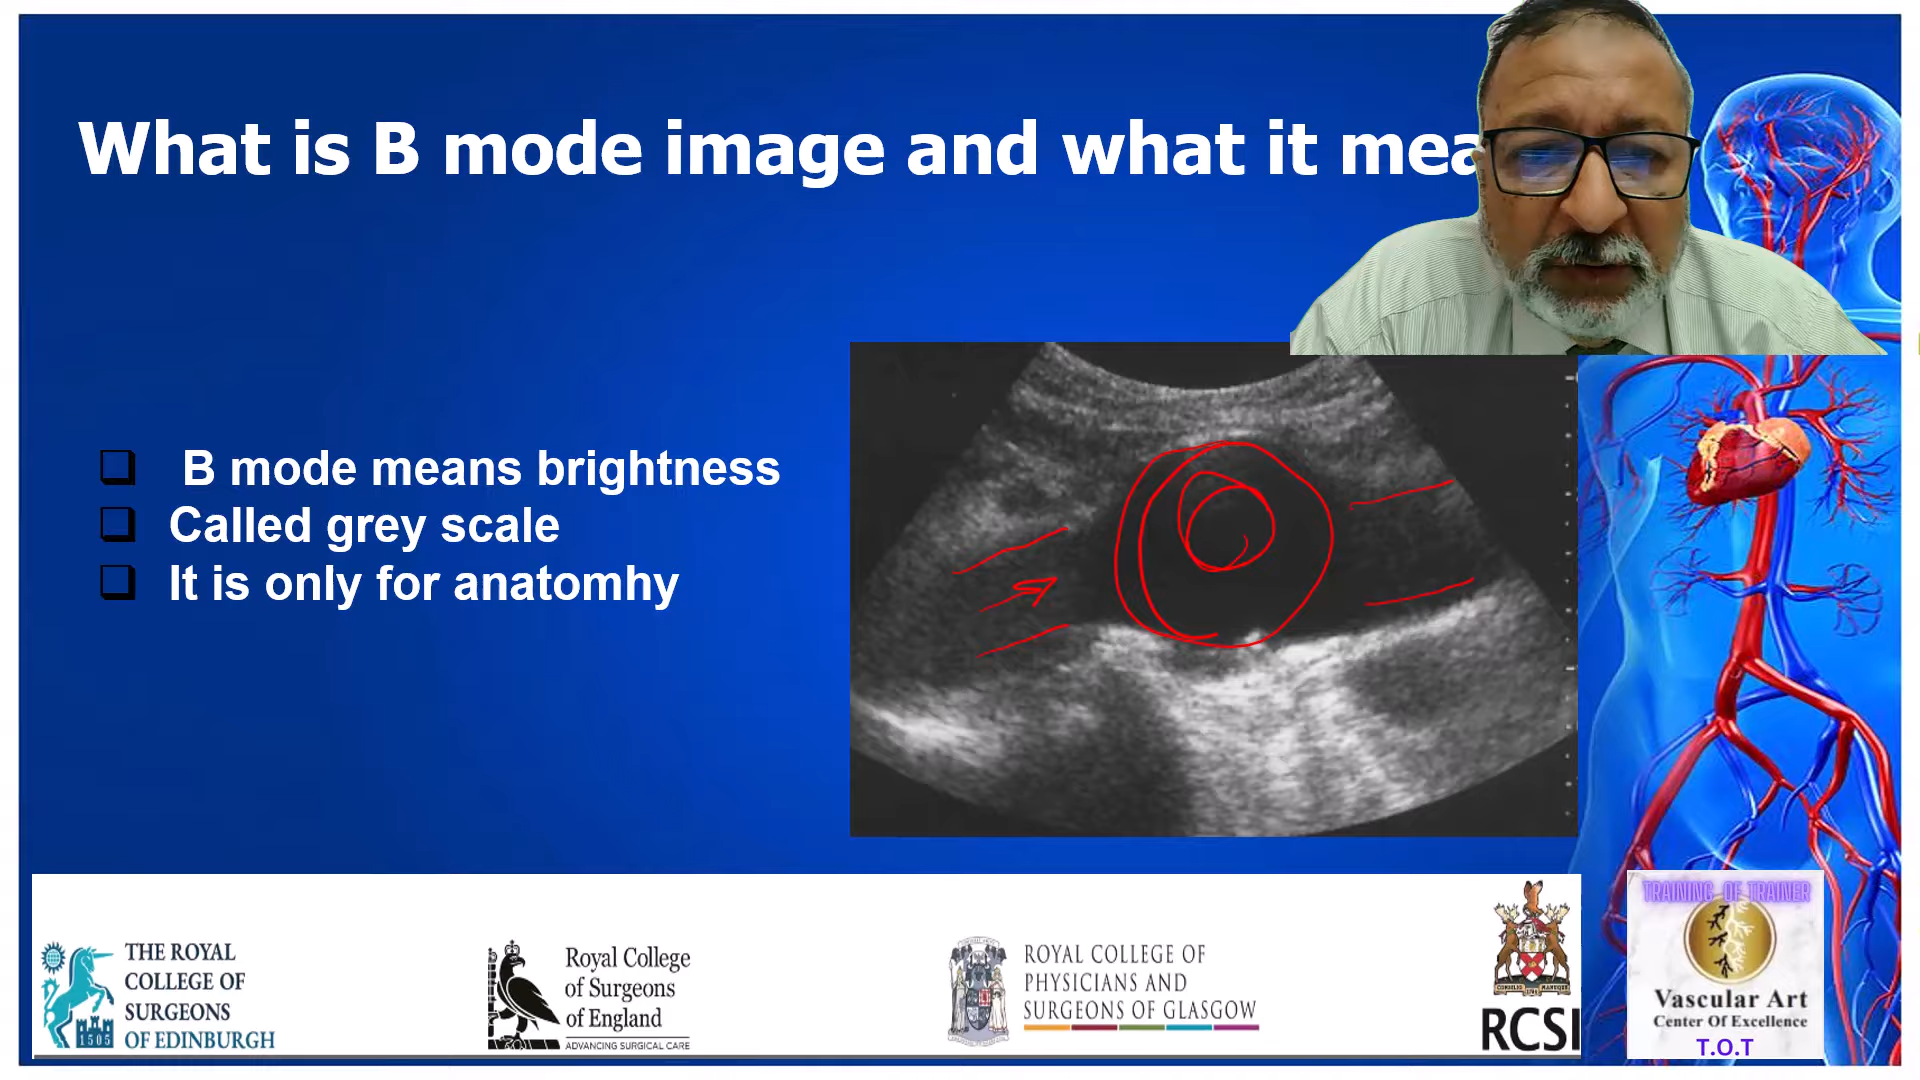 What is B mode image and what it mea
B mode means brightness
Called grey scale
It is only for anatomhy
THE ROYAL
COLLEGE OF
SURGEONS
OF EDINBURGH
1505
Royal College
of Surgeons
of England
ADVANCING SURGICAL CARE
ROYAL COLLEGE OF
PHYSICIANS AND
SURGEONS OF GLASGOW
RCSI
TRAINING OF TRAINER
Vascular Art
Center Of Excellence
T.O.T